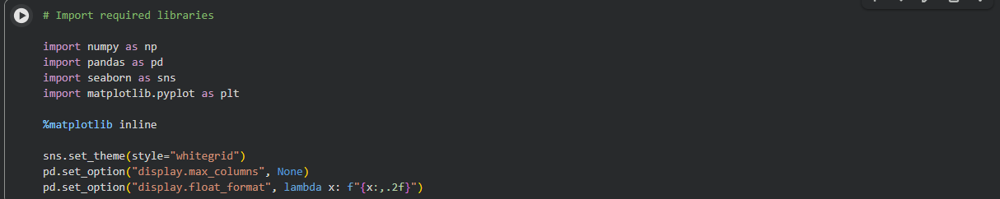 # Import required libraries
import numpy as np
import pandas as pd
import seaborn as sns
import matplotlib.pyplot as plt
%matplotlib inline
sns.set_theme(style="whitegrid")
pd.set_option("display.max_columns", None)
pd.set_option("display.float_format", lambda x: f"{x:,.2f}")